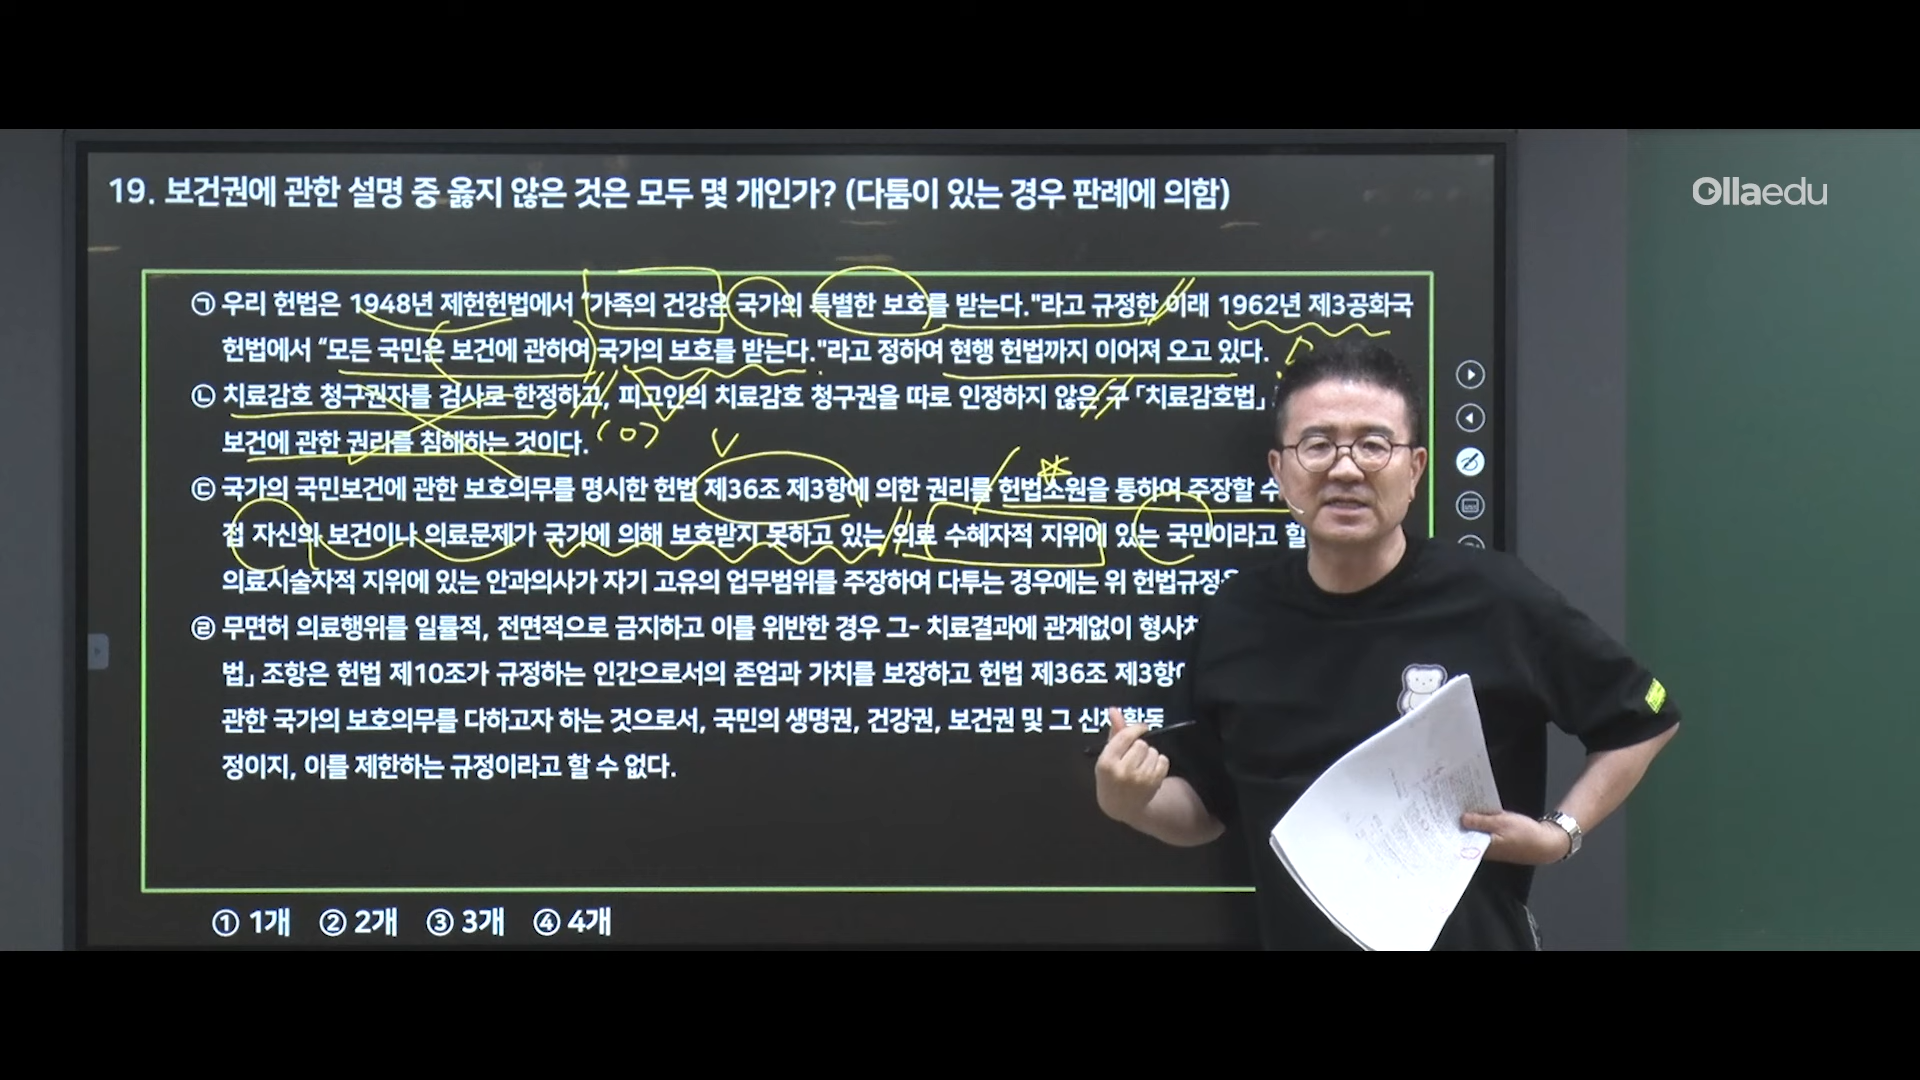 Ollaedu
19. 보건권에 관한 설명 중 옳지 않은 것은 모두 몇 개인가? (다툼이 있는 경우 판례에 의함)
㉠ 우리 헌법은 1948년 제헌헌법에서 "가족의 건강은 국가의 특별한 보호를 받는다."라고 규정한 이래 1962년 제3공화국
헌법에서 “모든 국민은 보건에 관하여 국가의 보호를 받는다."라고 정하여 현행 헌법까지 이어져 오고 있다.
㉡ 치료감호 청구권자를 검사로 한정하고, 피고인의 치료감호 청구권을 따로 인정하지 않은 구 「치료감호법」
보건에 관한 권리를 침해하는 것이다. (0)
㉢ 국가의 국민보건에 관한 보호의무를 명시한 헌법 제36조 제3항에 의한 권리를 헌법소원을 통하여 주장할 수
접 자신의 보건이나 의료문제가 국가에 의해 보호받지 못하고 있는 의료 수혜자적 지위에 있는 국민이라고 할
의료시술자적 지위에 있는 안과의사가 자기 고유의 업무범위를 주장하여 다투는 경우에는 위 헌법규정을
㉣ 무면허 의료행위를 일률적, 전면적으로 금지하고 이를 위반한 경우 그- 치료결과에 관계없이 형사처
법」 조항은 헌법 제10조가 규정하는 인간으로서의 존엄과 가치를 보장하고 헌법 제36조 제3항
관한 국가의 보호의무를 다하고자 하는 것으로서, 국민의 생명권, 건강권, 보건권 및 그 신체활동
정이지, 이를 제한하는 규정이라고 할 수 없다.
① 1개 ② 2개 ③ 3개 ④ 4개